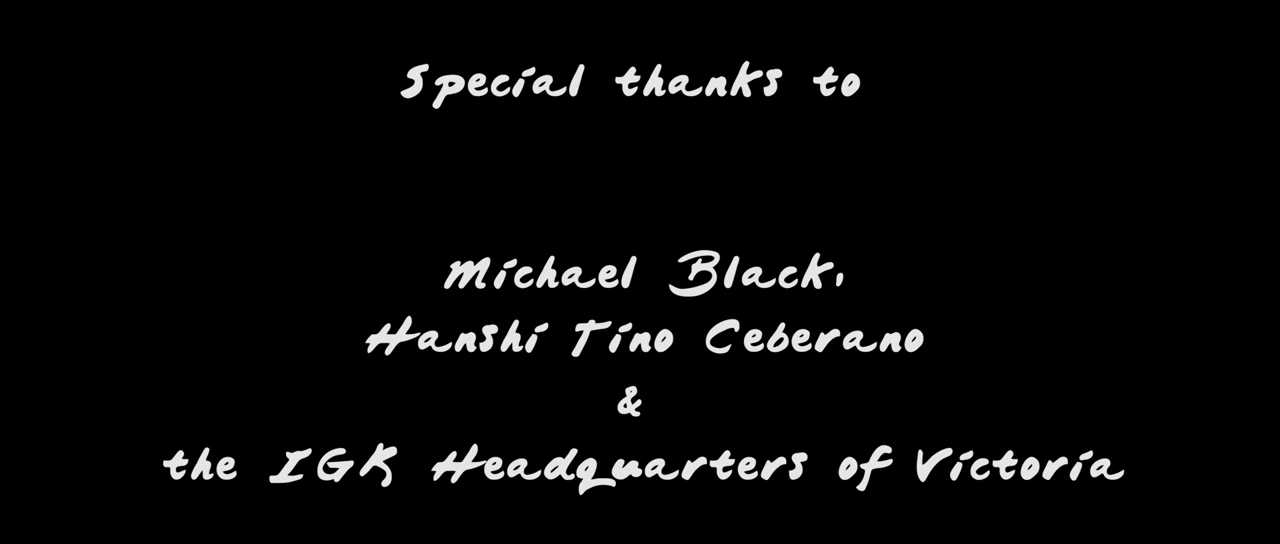 Special thanks to
Michael Black,
Hanshi Tino Ceberano
&
the IGK Headquarters of Victoria